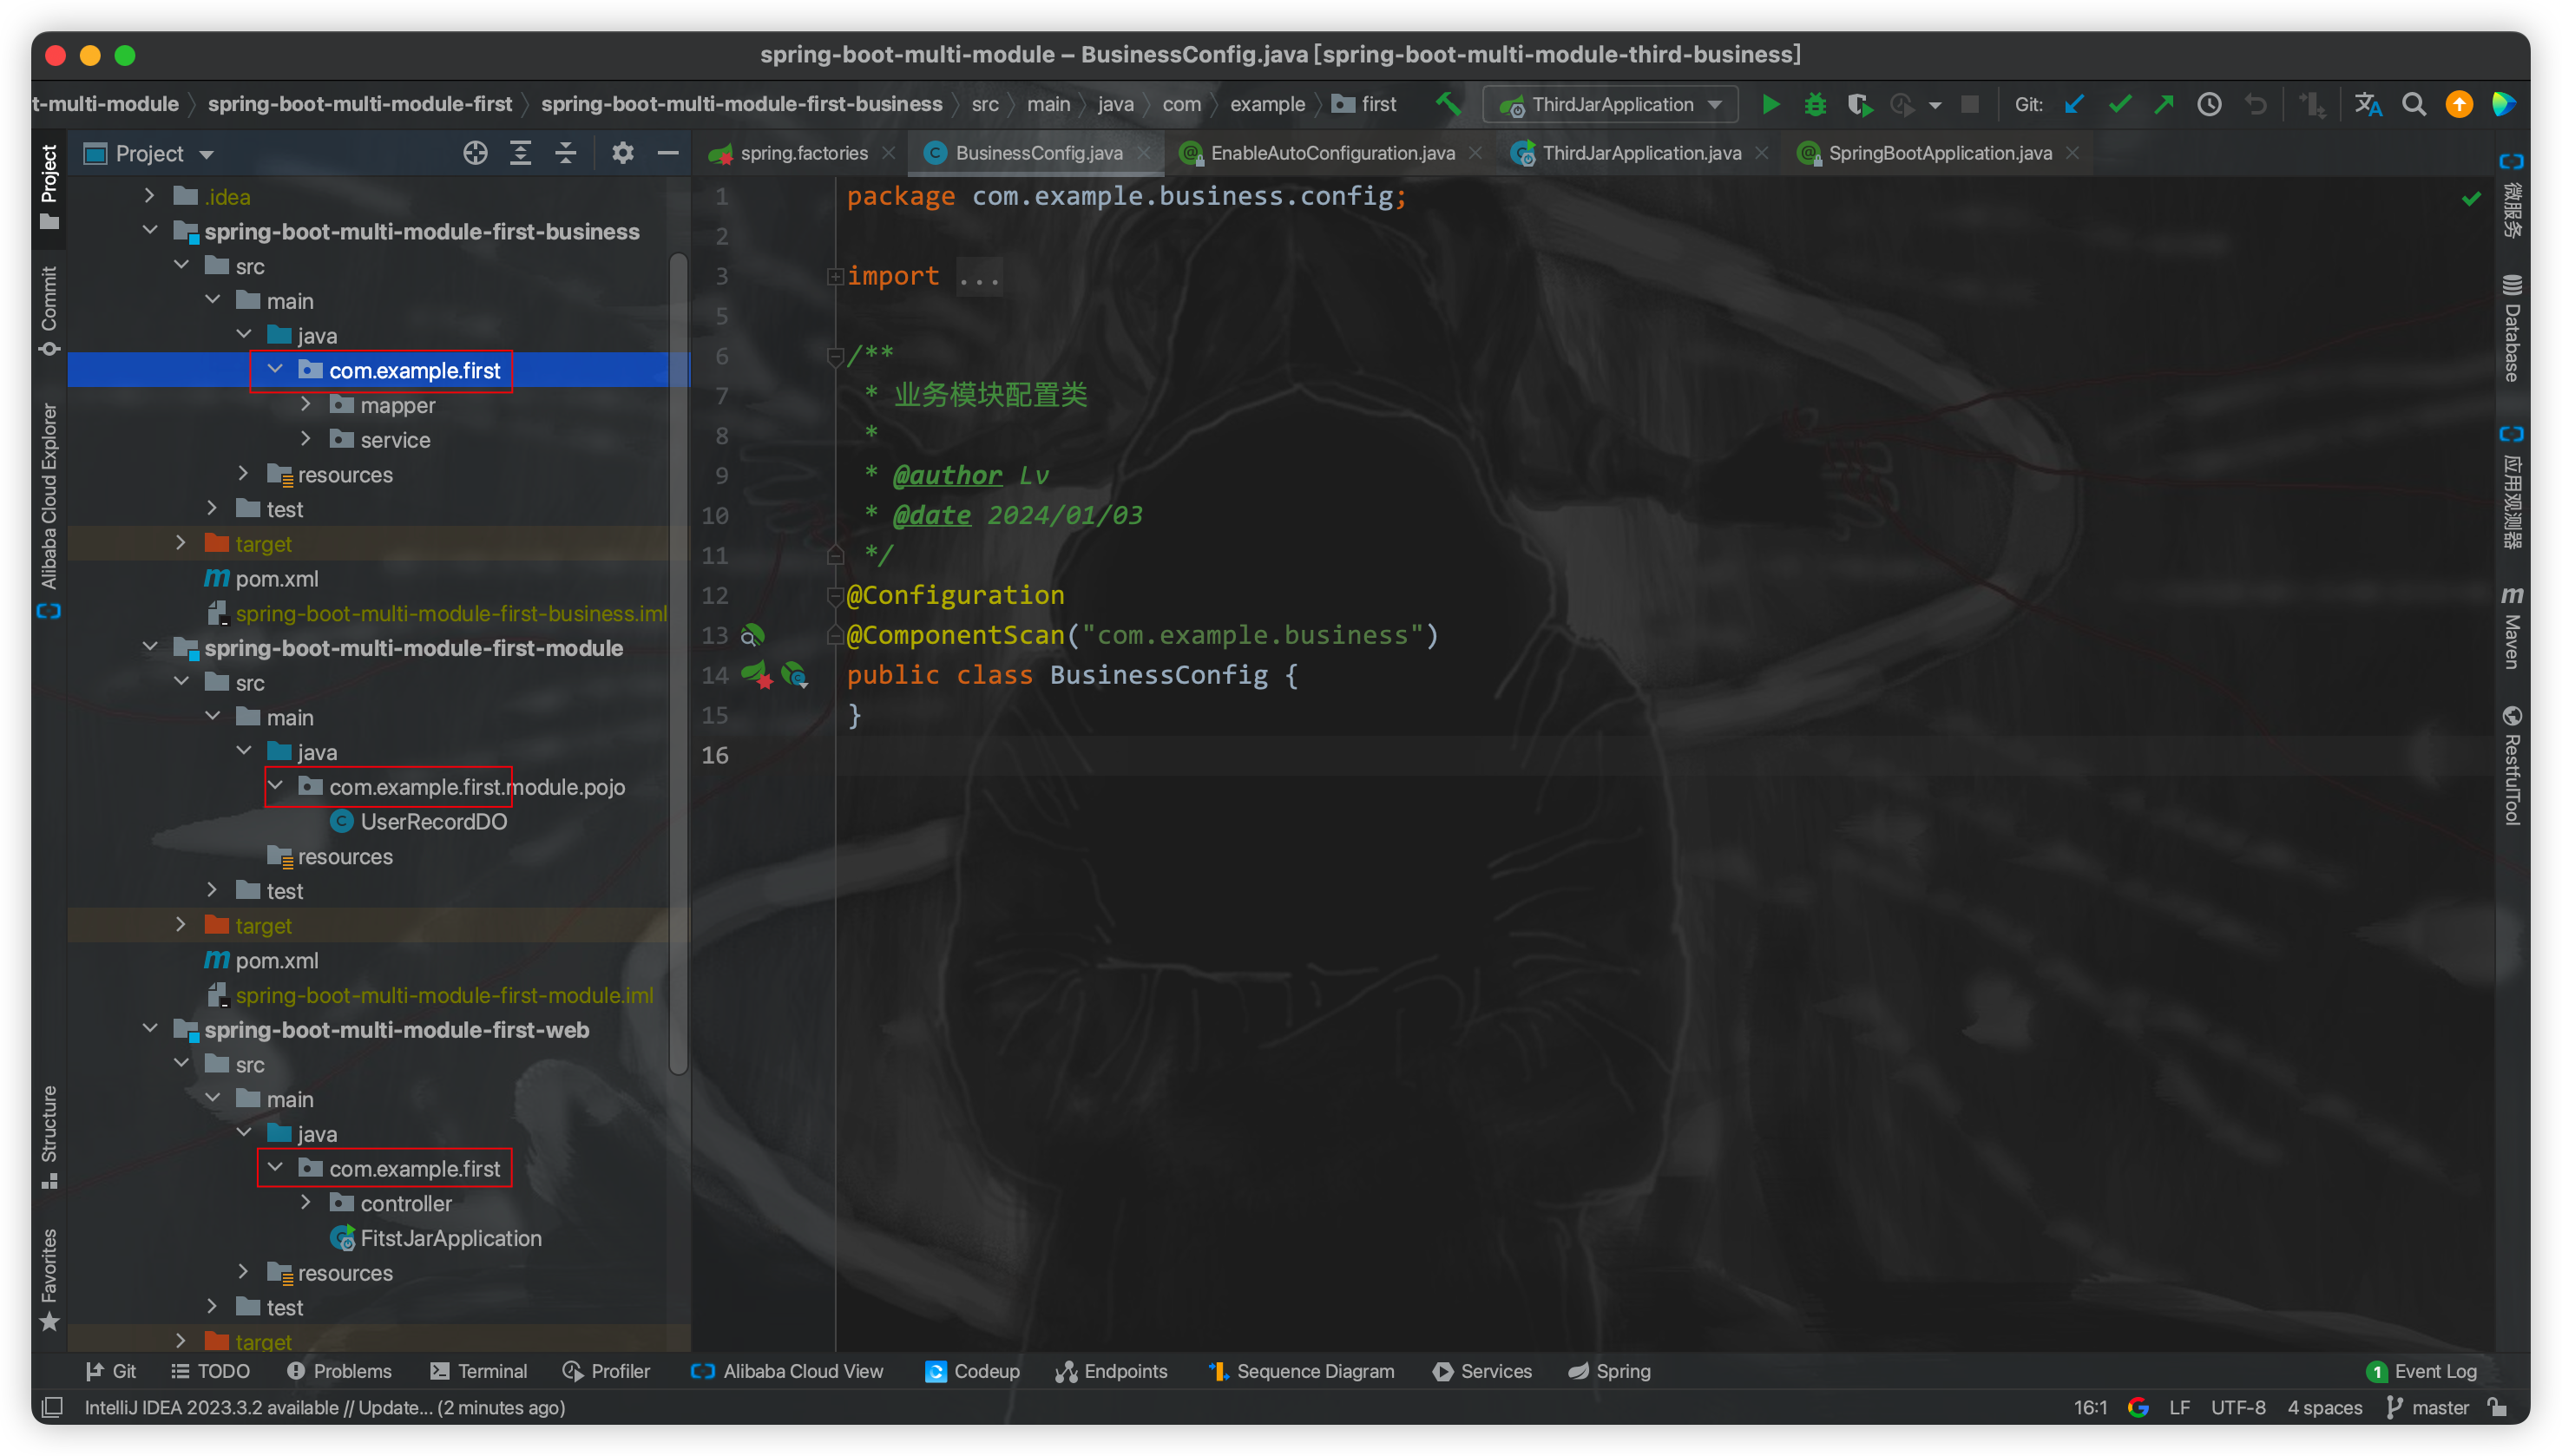 spring-boot-multi-module – BusinessConfig.java [spring-boot-multi-module-third-business]
t-multi-module
spring-boot-multi-module-first
spring-boot-multi-module-first-business
src
main
java
com
example
first
ThirdJarApplication
Git:
Project
spring.factories
BusinessConfig.java
EnableAutoConfiguration.java
ThirdJarApplication.java
SpringBootApplication.java
Project
Commit
Alibaba Cloud Explorer
Structure
Favorites
.idea
spring-boot-multi-module-first-business
src
main
java
com.example.first
mapper
service
resources
test
target
pom.xml
spring-boot-multi-module-first-business.iml
spring-boot-multi-module-first-module
src
main
java
com.example.first.module.pojo
UserRecordDO
resources
test
target
pom.xml
spring-boot-multi-module-first-module.iml
spring-boot-multi-module-first-web
src
main
java
com.example.first
controller
FitstJarApplication
resources
test
target
1 package com.example.business.config;
2
3 import ...
5
6 /**
7 * 业务模块配置类
8 *
9 * @author Lv
10 * @date 2024/01/03
11 */
12 @Configuration
13 @ComponentScan("com.example.business")
14 public class BusinessConfig {
15 }
16
微服务
Database
应用观测器
Maven
RestfulTool
Git
TODO
Problems
Terminal
Profiler
Alibaba Cloud View
Codeup
Endpoints
Sequence Diagram
Services
Spring
1 Event Log
IntelliJ IDEA 2023.3.2 available // Update... (2 minutes ago)
16:1
LF
UTF-8
4 spaces
master